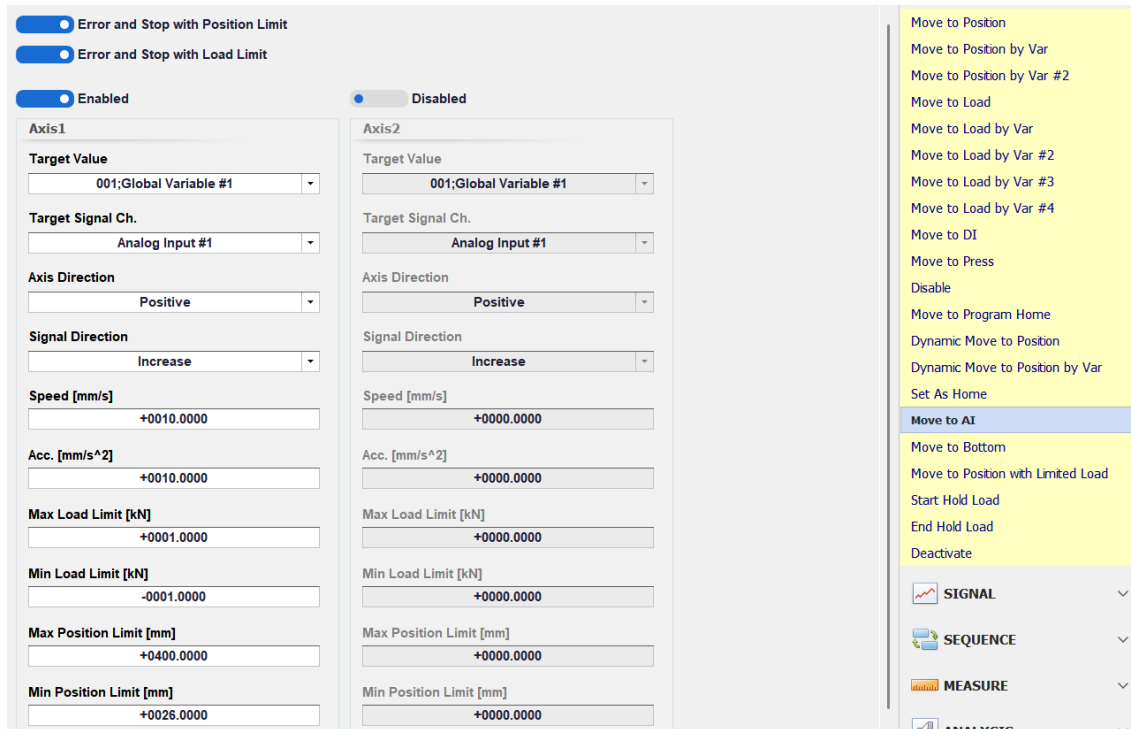 Error and Stop with Position Limit
Error and Stop with Load Limit
Enabled
Disabled
Axis1
Target Value
001;Global Variable #1
Target Signal Ch.
Analog Input #1
Axis Direction
Positive
Signal Direction
Increase
Speed [mm/s]
+0010.0000
Acc. [mm/s^2]
+0010.0000
Max Load Limit [kN]
+0001.0000
Min Load Limit [kN]
-0001.0000
Max Position Limit [mm]
+0400.0000
Min Position Limit [mm]
+0026.0000
Axis2
Target Value
001;Global Variable #1
Target Signal Ch.
Analog Input #1
Axis Direction
Positive
Signal Direction
Increase
Speed [mm/s]
+0000.0000
Acc. [mm/s^2]
+0000.0000
Max Load Limit [kN]
+0000.0000
Min Load Limit [kN]
+0000.0000
Max Position Limit [mm]
+0000.0000
Min Position Limit [mm]
+0000.0000
Move to Position
Move to Position by Var
Move to Position by Var #2
Move to Load
Move to Load by Var
Move to Load by Var #2
Move to Load by Var #3
Move to Load by Var #4
Move to DI
Move to Press
Disable
Move to Program Home
Dynamic Move to Position
Dynamic Move to Position by Var
Set As Home
Move to AI
Move to Bottom
Move to Position with Limited Load
Start Hold Load
End Hold Load
Deactivate
SIGNAL
SEQUENCE
MEASURE
ANALYSIS